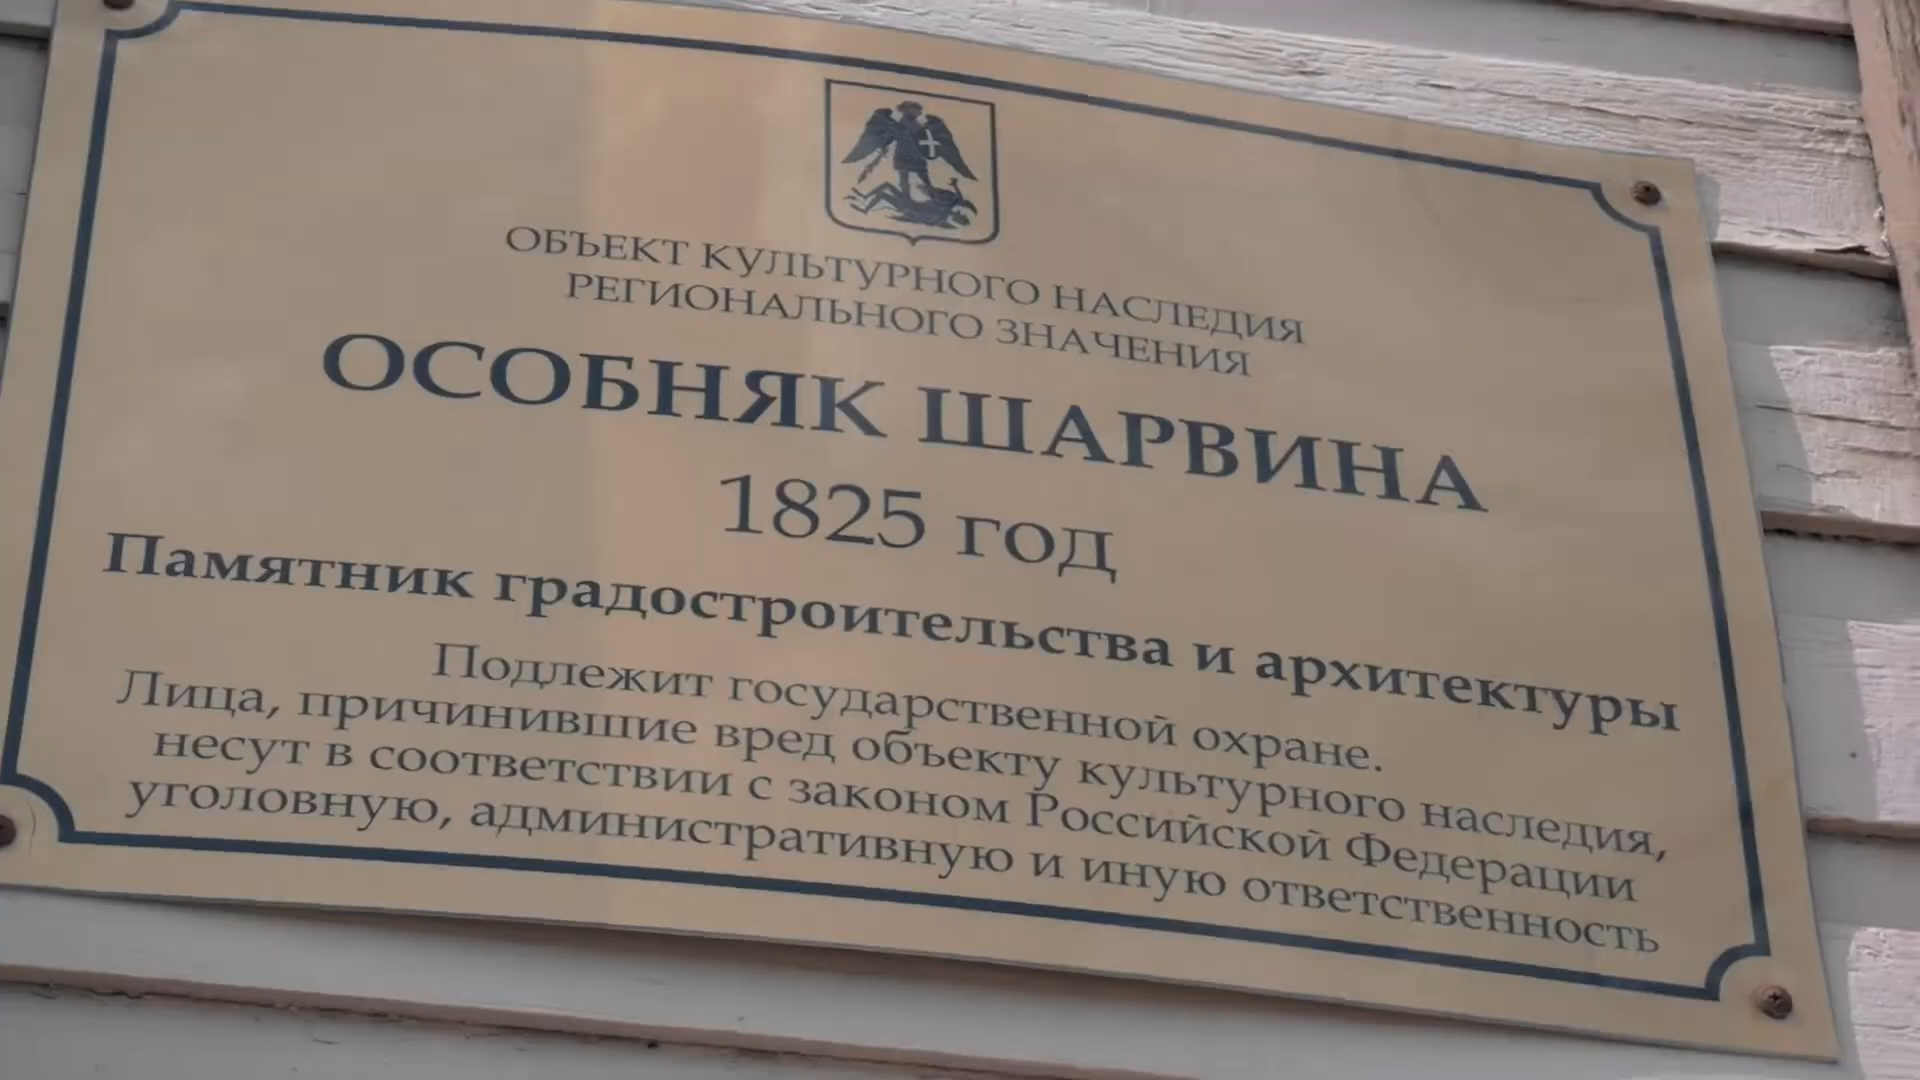 ОБЪЕКТ КУЛЬТУРНОГО НАСЛЕДИЯ
РЕГИОНАЛЬНОГО ЗНАЧЕНИЯ
ОСОБНЯК ШАРВИНА
1825 год
Памятник градостроительства и архитектуры
Подлежит государственной охране.
Лица, причинившие вред объекту культурного наследия,
несут в соответствии с законом Российской Федерации
уголовную, административную и иную ответственность